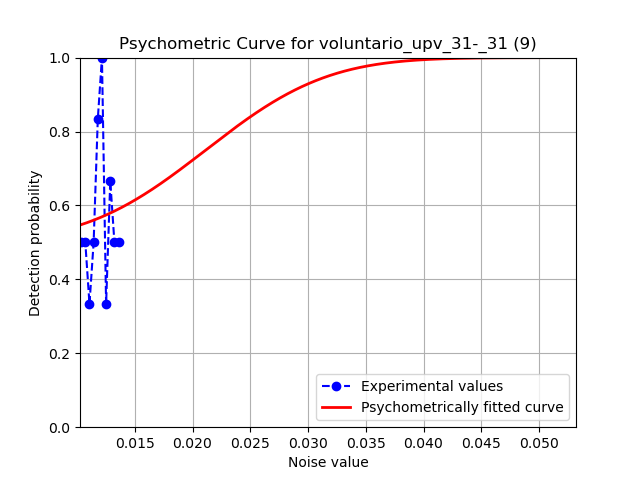 Psychometric Curve for voluntario_upv_31-_31 (9)
1.0
0.8
0.6
0.4
0.2
0.0
Detection probability
0.015 0.020 0.025 0.030 0.035 0.040 0.045 0.050
Noise value
Experimental values
Psychometrically fitted curve